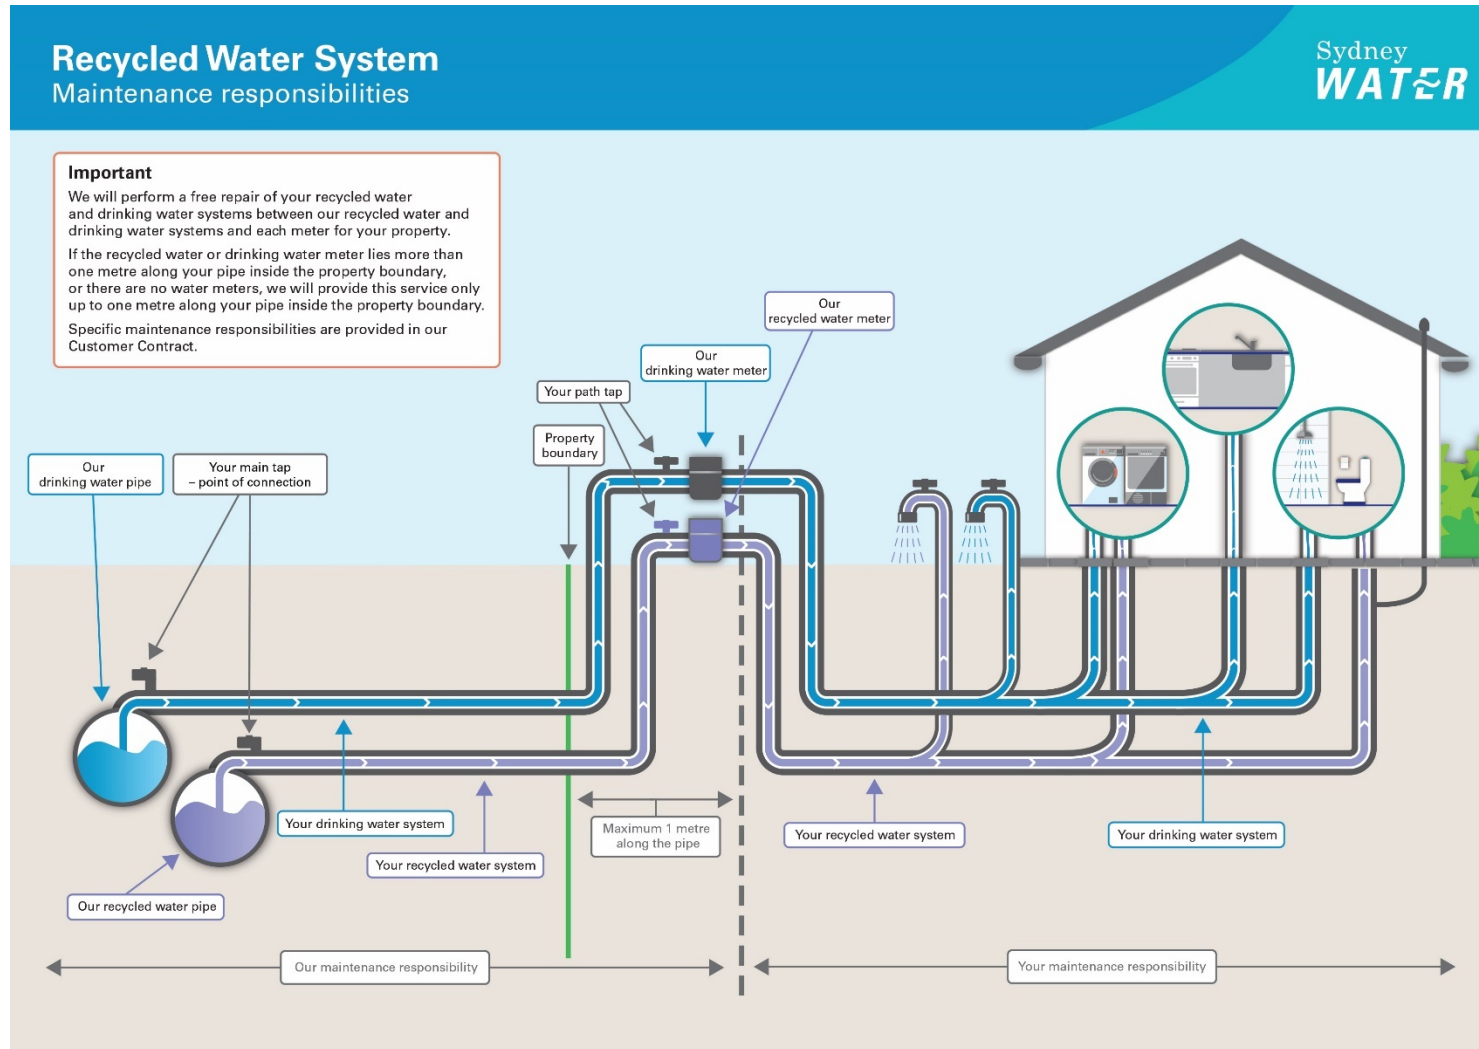 Recycled Water System
Maintenance responsibilities
Sydney
WATER
Important
We will perform a free repair of your recycled water
and drinking water systems between our recycled water and
drinking water systems and each meter for your property.
If the recycled water or drinking water meter lies more than
one metre along your pipe inside the property boundary,
or there are no water meters, we will provide this service only
up to one metre along your pipe inside the property boundary.
Specific maintenance responsibilities are provided in our
Customer Contract.
Our
recycled water meter
Our
drinking water meter
Your path tap
Property
boundary
Our
drinking water pipe
Your main tap
– point of connection
Your drinking water system
Your recycled water system
Our recycled water pipe
Maximum 1 metre
along the pipe
Your recycled water system
Your drinking water system
Our maintenance responsibility
Your maintenance responsibility